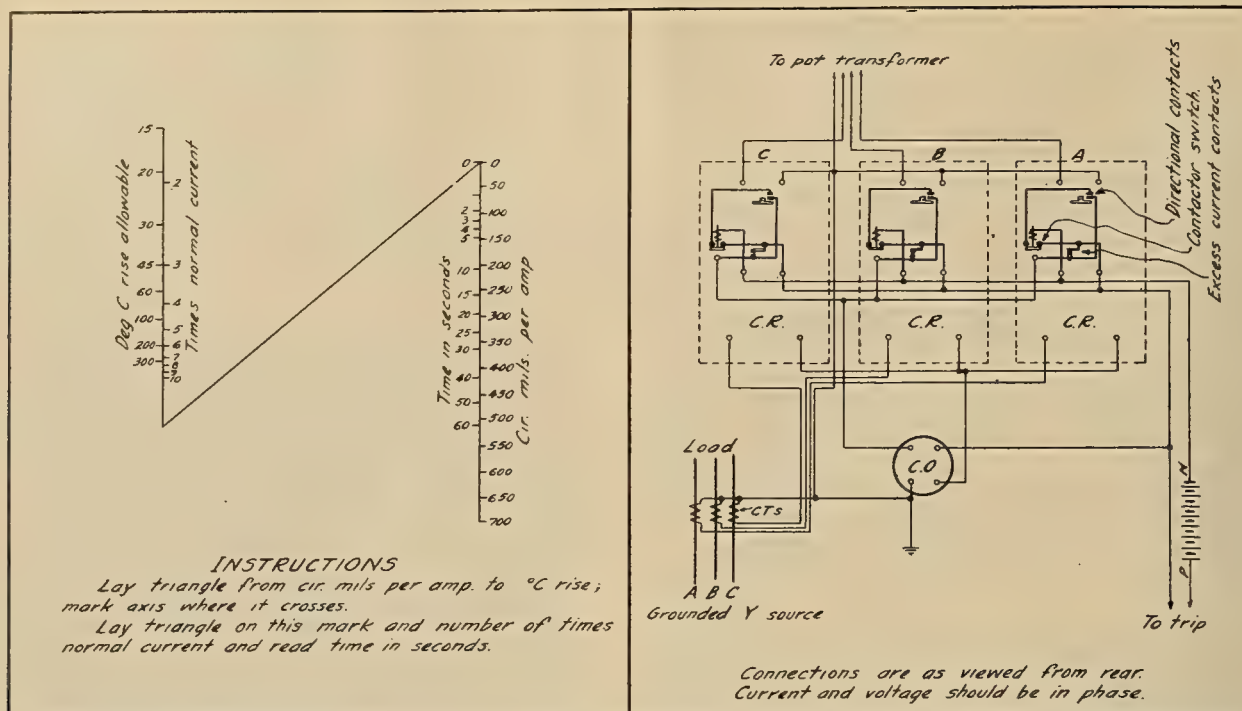 Deg C rise allowable
15
20
30
45
60
100
200
300
Times normal current
2
3
4
5
6
7
8
9
10
Time in seconds
0
2
3
4
5
10
15
20
25
30
40
50
60
Cir. mils. per amp
0
50
100
150
200
250
300
350
400
450
500
550
600
650
700
INSTRUCTIONS
Lay triangle from cir. mils per amp. to °C rise;
mark axis where it crosses.
Lay triangle on this mark and number of times
normal current and read time in seconds.
To pot transformer
C
B
A
Directional contacts
Contactor switch.
Excess current contacts
C.R.
C.R.
C.R.
Load
C.O
CTs
N
P
A B C
Grounded Y source
To trip
Connections are as viewed from rear.
Current and voltage should be in phase.